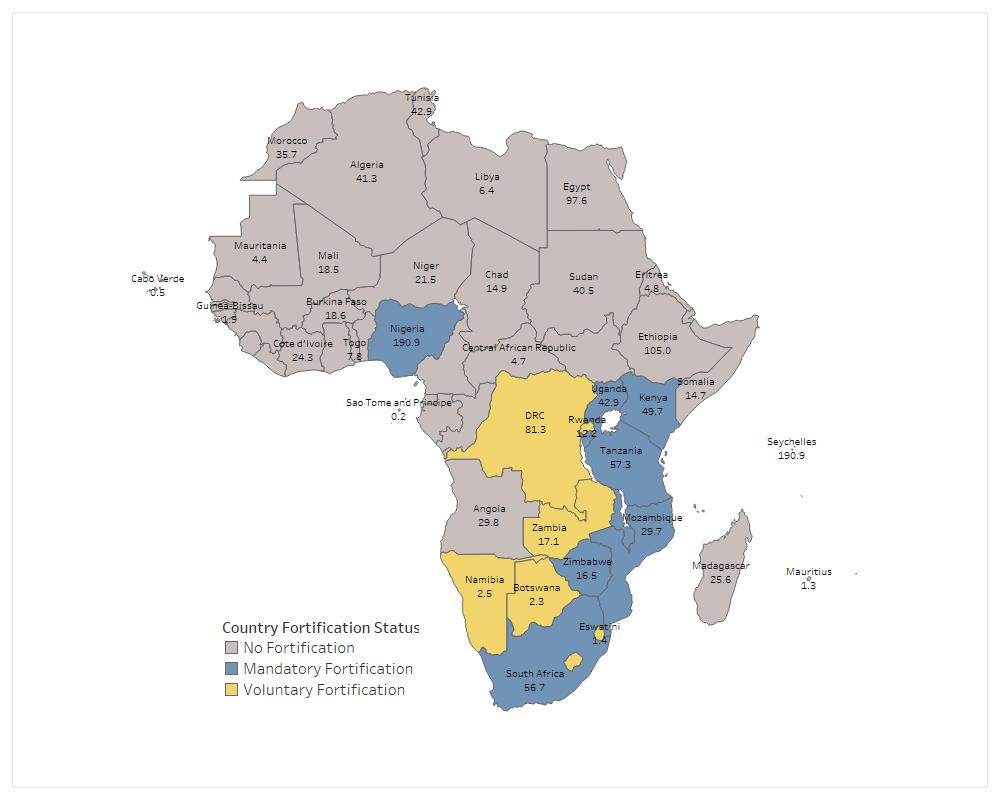 Tunisia
42.9
Morocco
35.7
Algeria
41.3
Libya
6.4
Egypt
97.6
Mauritania
4.4
Mali
18.5
Niger
21.5
Chad
14.9
Sudan
40.5
Eritrea
4.8
Cabo Verde
0.5
Guinea-Bissau
1.9
Burkina Faso
18.6
Nigeria
190.9
Cote d'Ivoire
24.3
Togo
7.8
Central African Republic
4.7
Ethiopia
105.0
Somalia
14.7
Uganda
42.9
Kenya
49.7
Sao Tome and Principe
0.2
DRC
81.3
Rwanda
12.2
Tanzania
57.3
Seychelles
190.9
Angola
29.8
Zambia
17.1
Mozambique
29.7
Zimbabwe
16.5
Madagascar
25.6
Mauritius
1.3
Namibia
2.5
Botswana
2.3
Eswatini
1.4
South Africa
56.7
Country Fortification Status
No Fortification
Mandatory Fortification
Voluntary Fortification